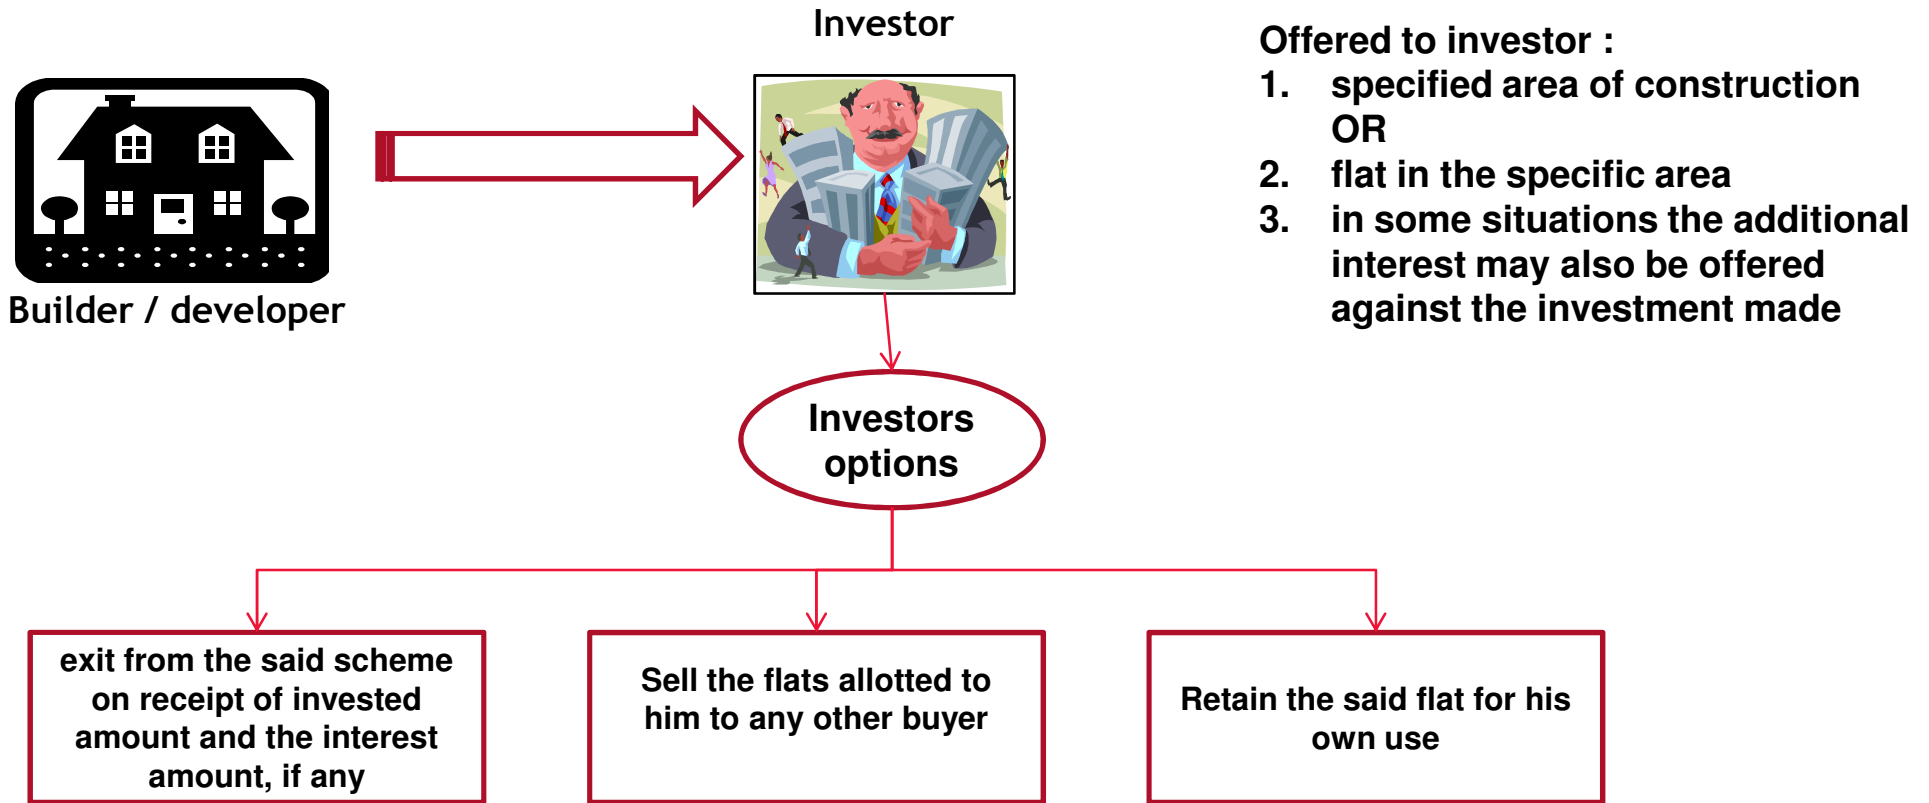 Investor
Builder / developer
Offered to investor :
1. specified area of construction
OR
2. flat in the specific area
3. in some situations the additional
interest may also be offered
against the investment made
Investors
options
exit from the said scheme
on receipt of invested
amount and the interest
amount, if any
Sell the flats allotted to
him to any other buyer
Retain the said flat for his
own use